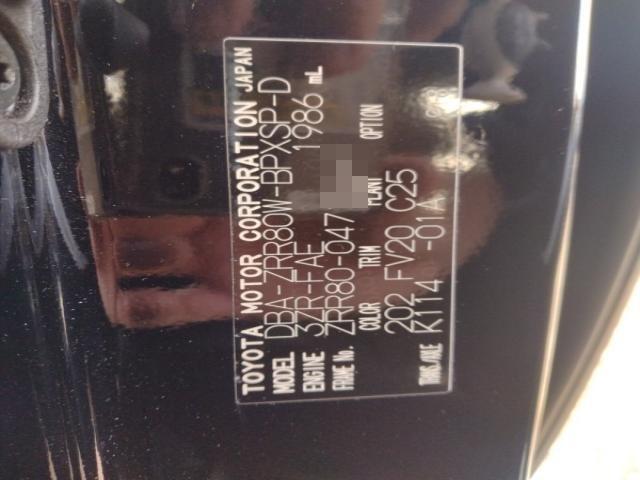 TOYOTA MOTOR CORPORATION JAPAN
MODEL DBA-ZRR80W-BPXSP-D
ENGINE 3ZR-FAE 1986 mL
FRAME No. ZRR80-047
COLOR TRIM PLANT OPTION
202 FV20 C25
TRANS/AXLE K114 -01A